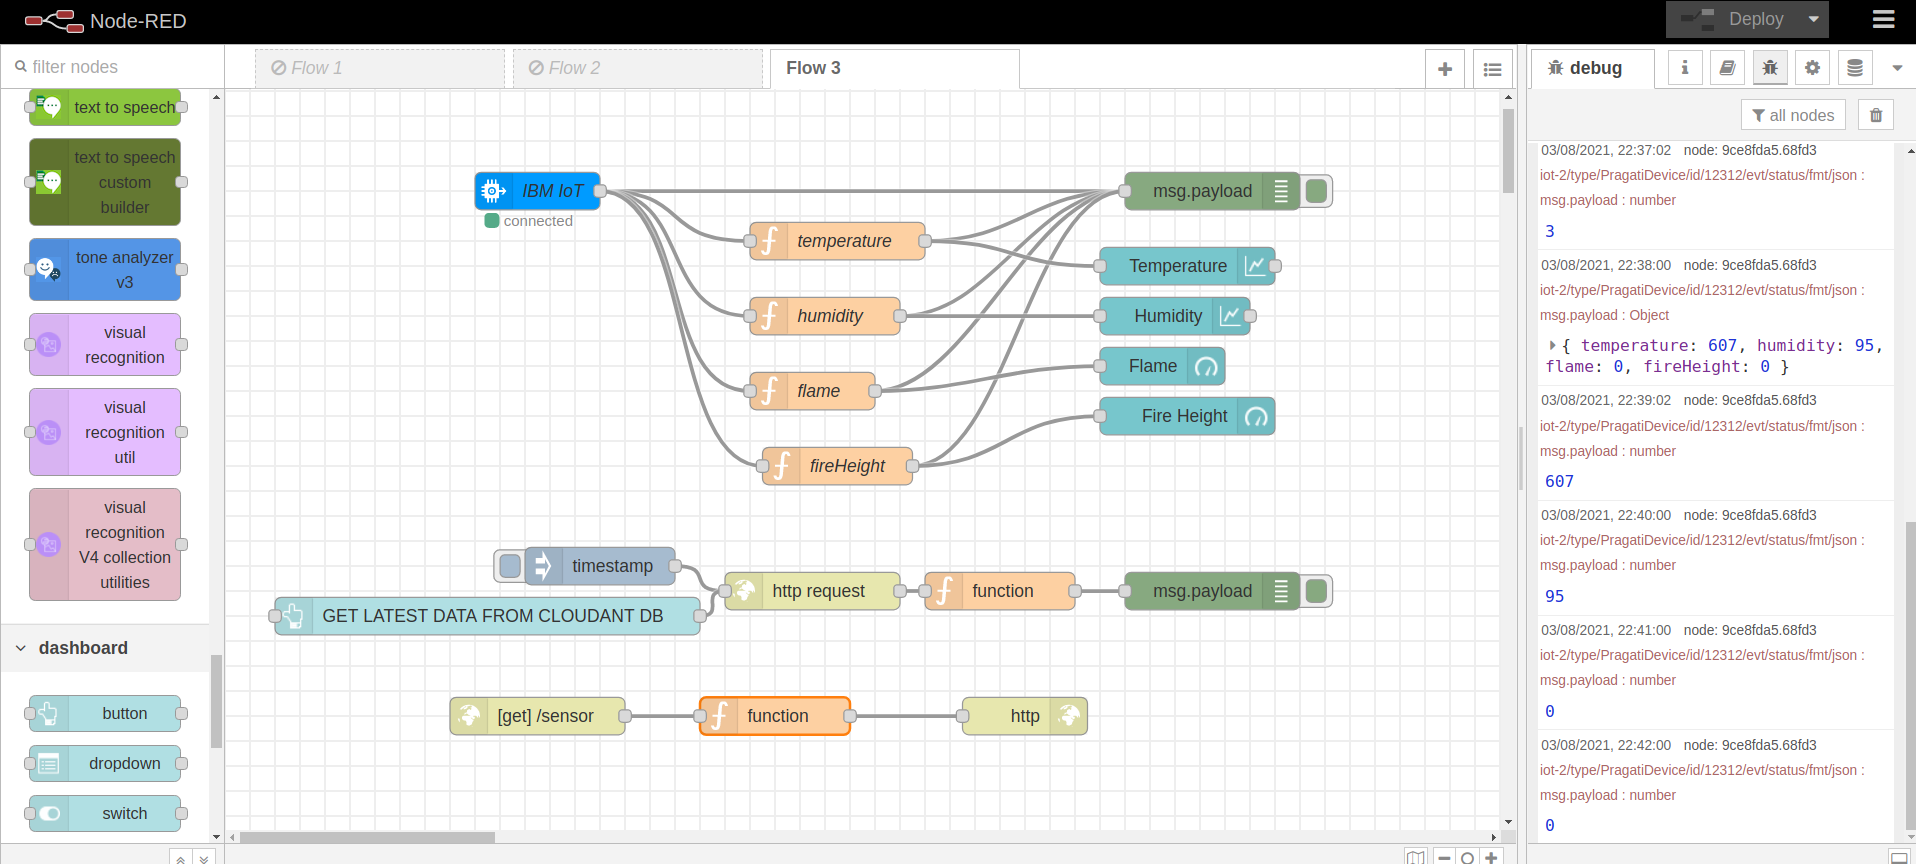 Node-RED
Deploy
filter nodes
Flow 1
Flow 2
Flow 3
debug
all nodes
text to speech
text to speech
custom
builder
tone analyzer
v3
visual
recognition
visual
recognition
util
visual
recognition
V4 collection
utilities
dashboard
button
dropdown
switch
IBM IoT
connected
msg.payload
temperature
Temperature
humidity
Humidity
Flame
flame
Fire Height
fireHeight
timestamp
http request
function
msg.payload
GET LATEST DATA FROM CLOUDANT DB
[get] /sensor
function
http
03/08/2021, 22:37:02 node: 9ce8fda5.68fd3
iot-2/type/PragatiDevice/id/12312/evt/status/fmt/json :
msg.payload : number
3
03/08/2021, 22:38:00 node: 9ce8fda5.68fd3
iot-2/type/PragatiDevice/id/12312/evt/status/fmt/json :
msg.payload : Object
{ temperature: 607, humidity: 95,
flame: 0, fireHeight: 0 }
03/08/2021, 22:39:02 node: 9ce8fda5.68fd3
iot-2/type/PragatiDevice/id/12312/evt/status/fmt/json :
msg.payload : number
607
03/08/2021, 22:40:00 node: 9ce8fda5.68fd3
iot-2/type/PragatiDevice/id/12312/evt/status/fmt/json :
msg.payload : number
95
03/08/2021, 22:41:00 node: 9ce8fda5.68fd3
iot-2/type/PragatiDevice/id/12312/evt/status/fmt/json :
msg.payload : number
0
03/08/2021, 22:42:00 node: 9ce8fda5.68fd3
iot-2/type/PragatiDevice/id/12312/evt/status/fmt/json :
msg.payload : number
0